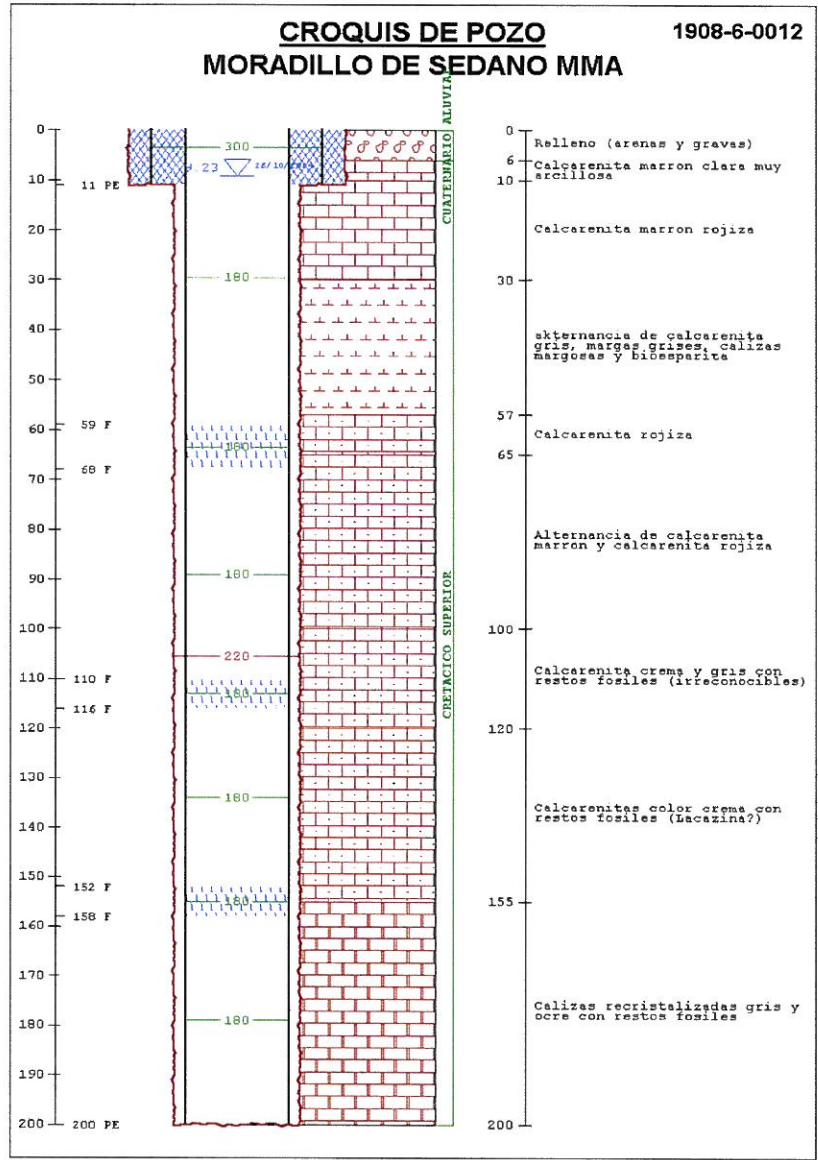 CROQUIS DE POZO
1908-6-0012
MORADILLO DE SEDANO MMA
0
10
20
30
40
50
60
70
80
90
100
110
120
130
140
150
160
170
180
190
200
11 PE
59 F
68 F
110 F
116 F
152 F
158 F
200 PE
300
180
180
180
220
180
180
180
180
CUATERNARIO ALUVIAL
CRETACICO SUPERIOR
0
6
10
30
57
65
100
120
155
200
Relleno (arenas y gravas)
Calcarenita marron clara muy
arcillosa
Calcarenita marron rojiza
akternancia de calcarenita
gris, margas grises, calizas
margosas y bioesparita
Calcarenita rojiza
Alternancia de calcarenita
marron y calcarenita rojiza
Calcarenita crema y gris con
restos fosiles (irreconocibles)
Calcarenitas color crema con
restos fosiles (Lacazina?)
Calizas recristalizadas gris y
ocre con restos fosiles